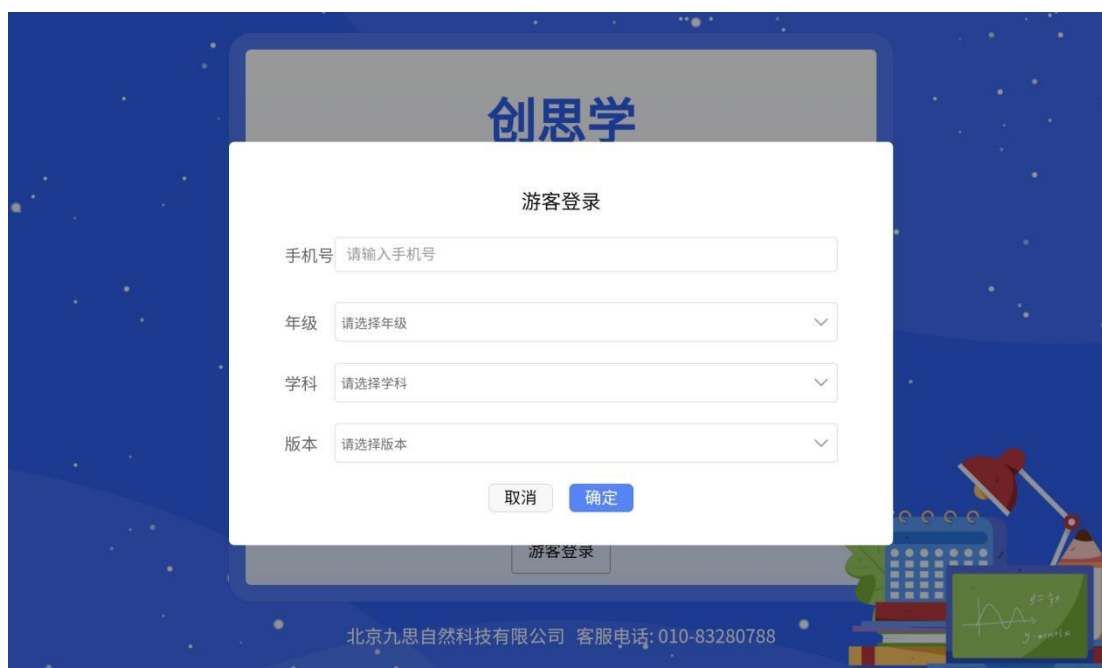 创思学
游客登录
手机号 请输入手机号
年级 请选择年级
学科 请选择学科
版本 请选择版本
取消 确定
游客登录
北京九思自然科技有限公司 客服电话: 010-83280788